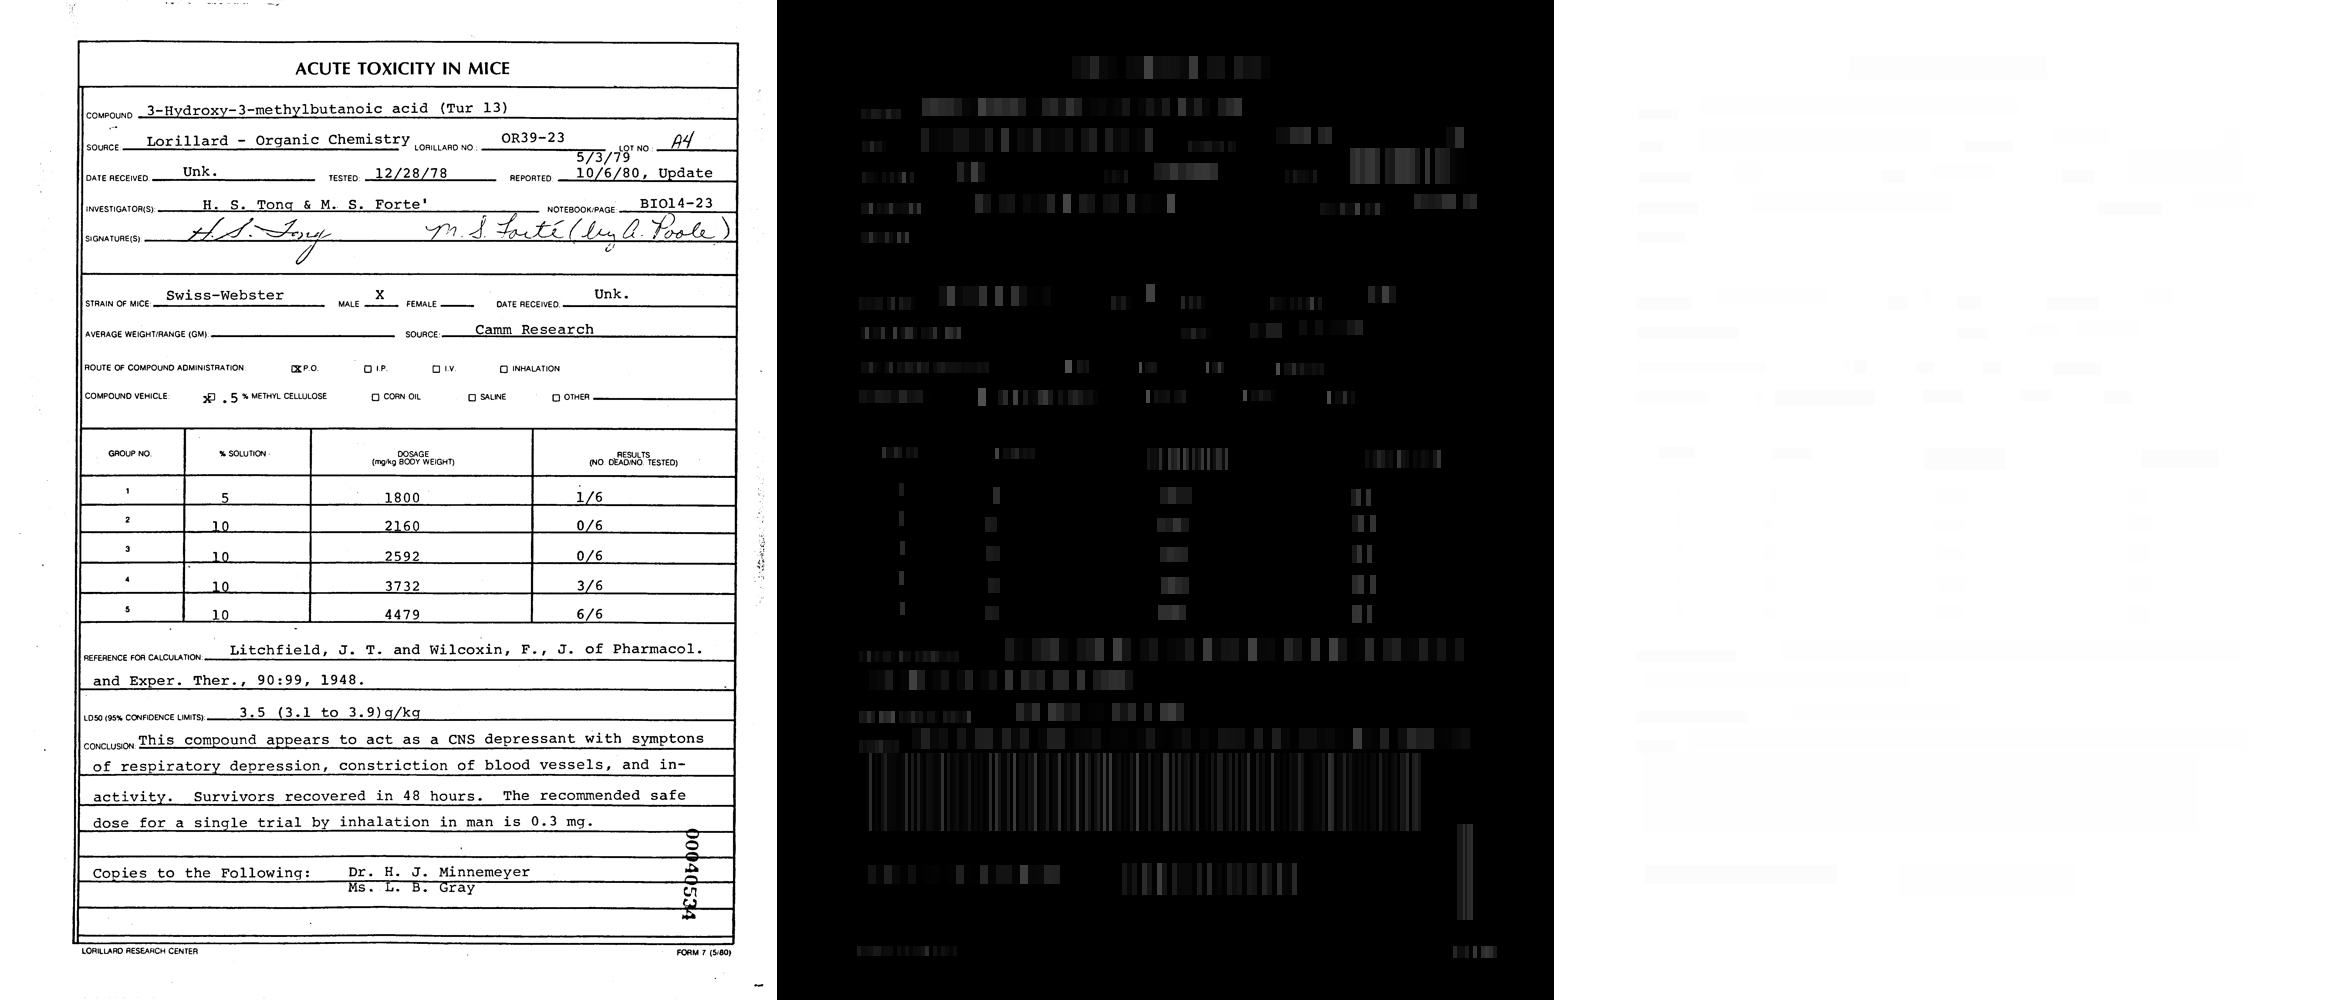 ACUTE TOXICITY IN MICE
COMPOUND 3-Hydroxy-3-methylbutanoic acid (Tur 13)
SOURCE Lorillard - Organic Chemistry LORILLARD NO.: OR39-23 LOT NO: A4
5/3/79
DATE RECEIVED: Unk. TESTED: 12/28/78 REPORTED: 10/6/80, Update
INVESTIGATOR(S): H. S. Tong & M. S. Forte' NOTEBOOK/PAGE: BIO14-23
SIGNATURE(S): H. S. Tong M. S. Forté (by A. Poole)
STRAIN OF MICE: Swiss-Webster MALE X FEMALE DATE RECEIVED: Unk.
AVERAGE WEIGHT/RANGE (GM): SOURCE: Camm Research
ROUTE OF COMPOUND ADMINISTRATION: X P.O. I.P. I.V. INHALATION
COMPOUND VEHICLE: X .5 % METHYL CELLULOSE CORN OIL SALINE OTHER
GROUP NO. % SOLUTION DOSAGE RESULTS
(mg/kg BODY WEIGHT) (NO. DEAD/NO. TESTED)
1 5 1800 1/6
2 10 2160 0/6
3 10 2592 0/6
4 10 3732 3/6
5 10 4479 6/6
REFERENCE FOR CALCULATION: Litchfield, J. T. and Wilcoxin, F., J. of Pharmacol.
and Exper. Ther., 90:99, 1948.
LD50 (95% CONFIDENCE LIMITS): 3.5 (3.1 to 3.9)g/kg
CONCLUSION: This compound appears to act as a CNS depressant with symptons
of respiratory depression, constriction of blood vessels, and in-
activity. Survivors recovered in 48 hours. The recommended safe
dose for a single trial by inhalation in man is 0.3 mg.
Copies to the Following: Dr. H. J. Minnemeyer
Ms. L. B. Gray
00040534
LORILLARD RESEARCH CENTER FORM 7 (5/80)